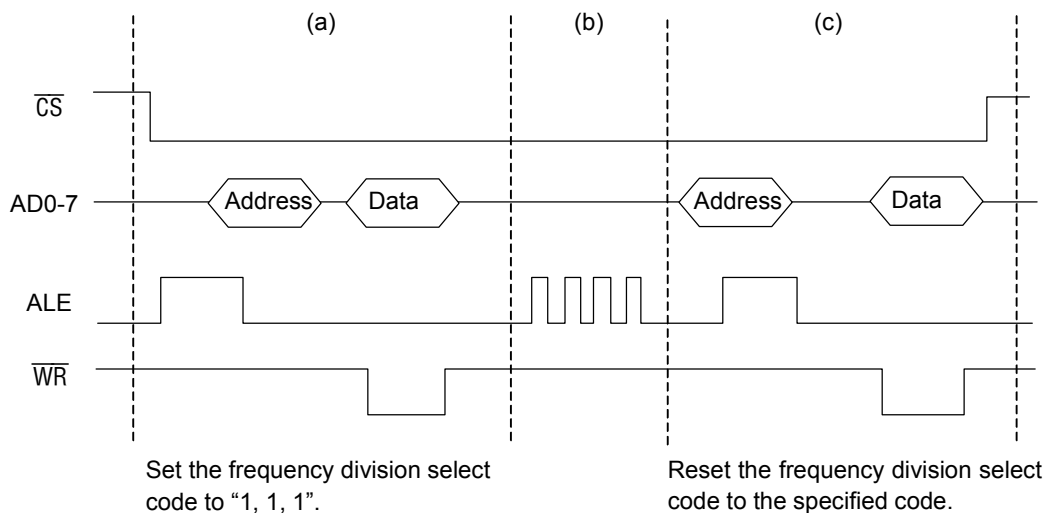 (a) (b) (c)
CS
AD0-7 Address Data Address Data
ALE
WR
Set the frequency division select
code to “1, 1, 1”.
Reset the frequency division select
code to the specified code.